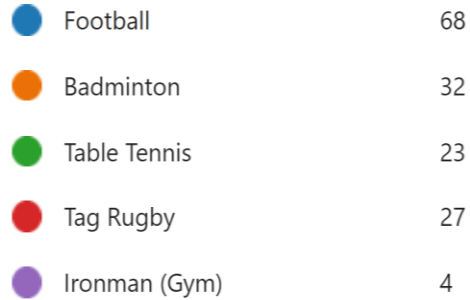 Football 68
Badminton 32
Table Tennis 23
Tag Rugby 27
Ironman (Gym) 4